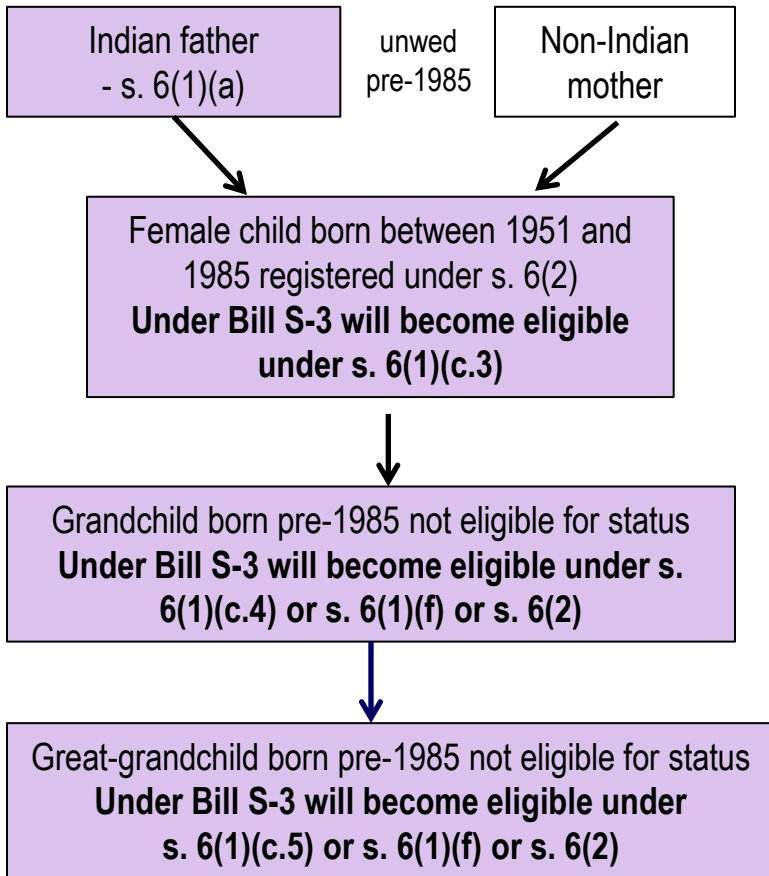 Indian father
- s. 6(1)(a)
unwed
pre-1985
Non-Indian
mother
Female child born between 1951 and
1985 registered under s. 6(2)
Under Bill S-3 will become eligible
under s. 6(1)(c.3)
Grandchild born pre-1985 not eligible for status
Under Bill S-3 will become eligible under s.
6(1)(c.4) or s. 6(1)(f) or s. 6(2)
Great-grandchild born pre-1985 not eligible for status
Under Bill S-3 will become eligible under
s. 6(1)(c.5) or s. 6(1)(f) or s. 6(2)